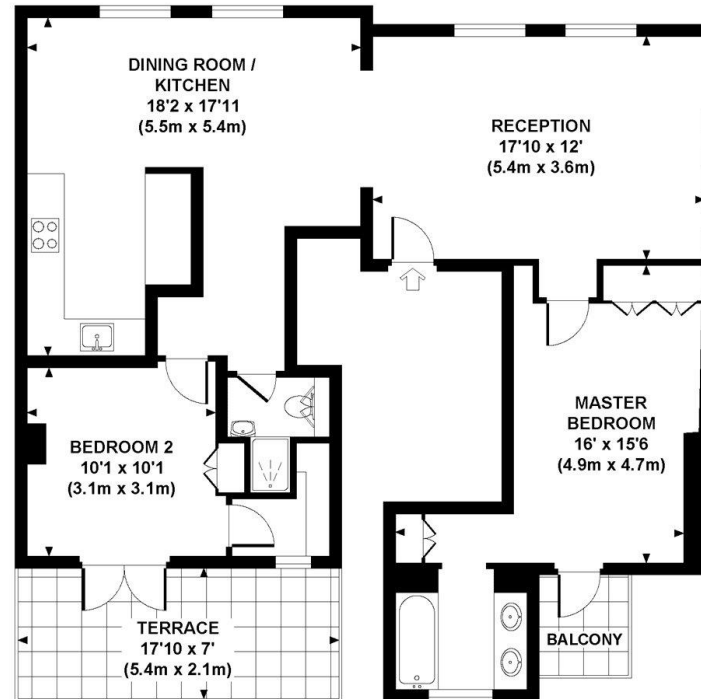 DINING ROOM /
KITCHEN
18'2 x 17'11
(5.5m x 5.4m)
RECEPTION
17'10 x 12'
(5.4m x 3.6m)
MASTER
BEDROOM
16' x 15'6
(4.9m x 4.7m)
BEDROOM 2
10'1 x 10'1
(3.1m x 3.1m)
TERRACE
17'10 x 7'
(5.4m x 2.1m)
BALCONY